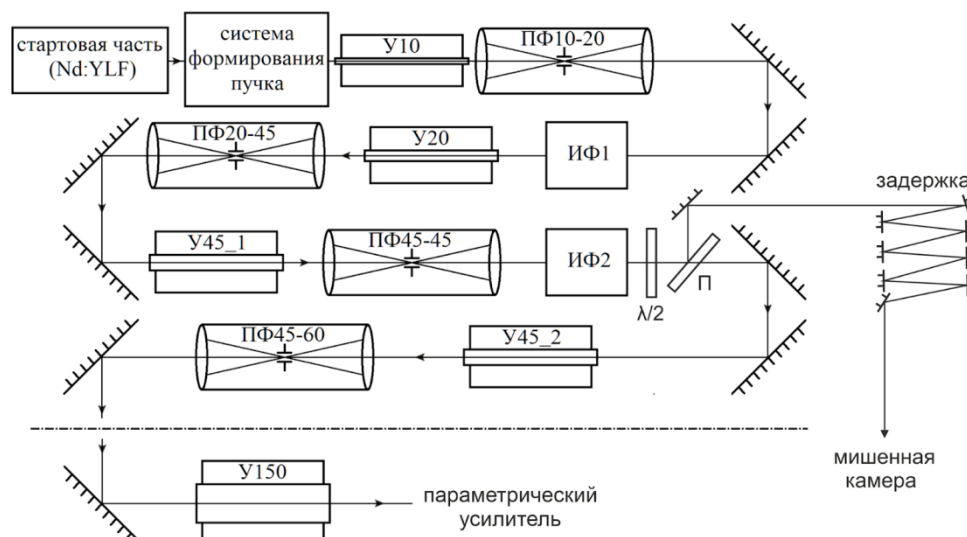 стартовая часть
(Nd:YLF)
система
формирования
пучка
У10
ПФ10-20
ПФ20-45
У20
ИФ1
задержка
У45_1
ПФ45-45
ИФ2
λ/2
П
ПФ45-60
У45_2
мишенная
камера
У150
параметрический
усилитель